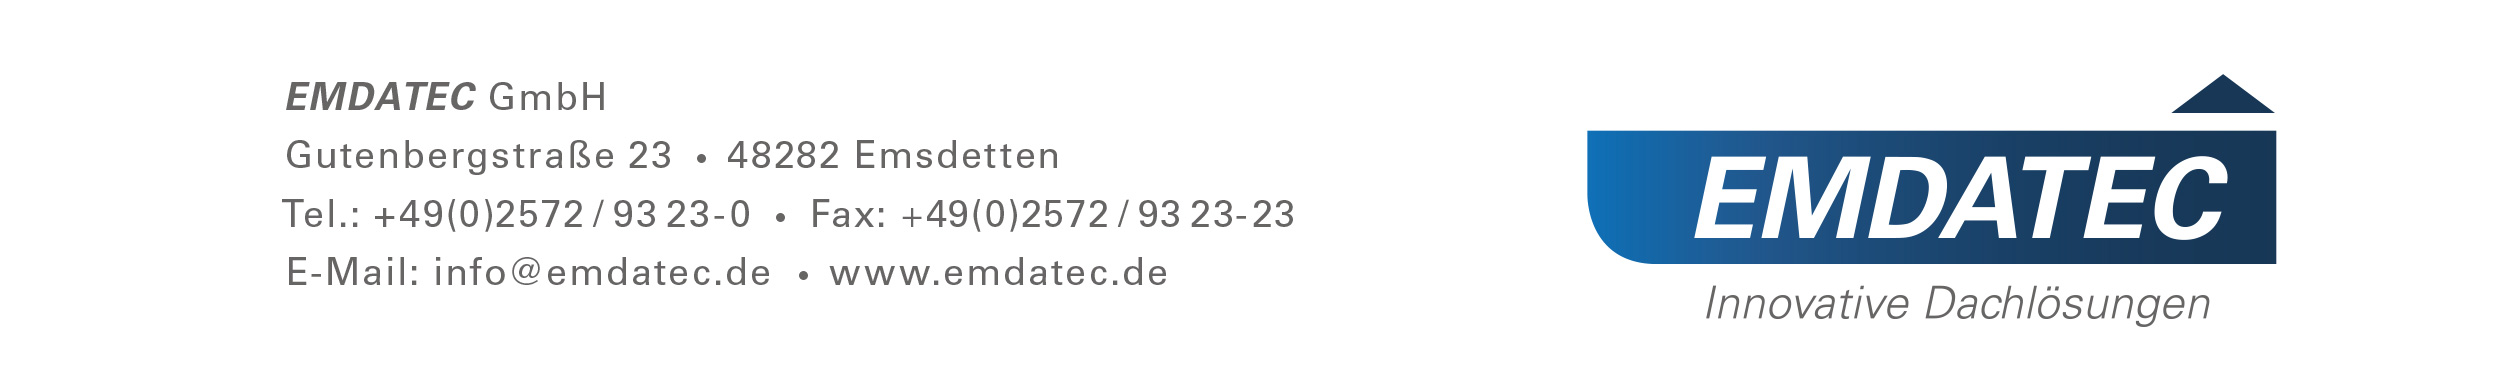 EMDATEC GmbH
Gutenbergstraße 23 • 48282 Emsdetten
Tel.: +49(0)2572/93 23-0 • Fax: +49(0)2572/93 23-23
E-Mail: info@emdatec.de • www.emdatec.de
EMDATEC
Innovative Dachlösungen